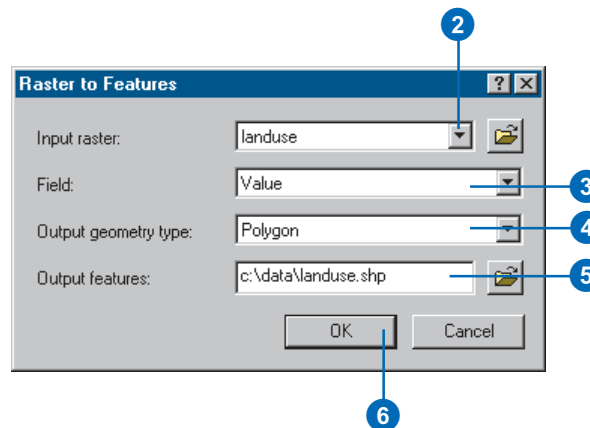 2
Raster to Features
?
Input raster: landuse
Field: Value 3
Output geometry type: Polygon 4
Output features: c:\data\landuse.shp 5
OK Cancel
6